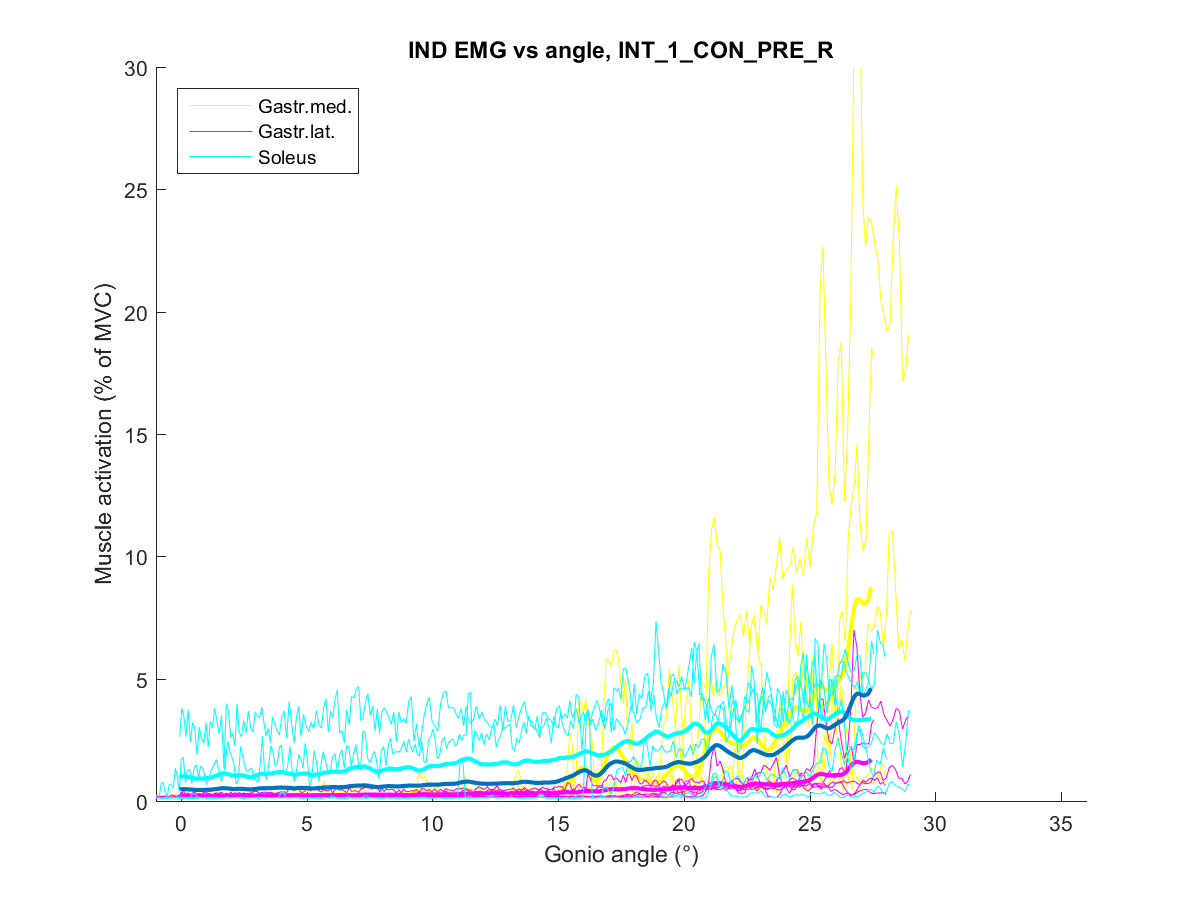 IND EMG vs angle, INT_1_CON_PRE_R
30
25
20
15
10
5
0
Gastr.med.
Gastr.lat.
Soleus
Muscle activation (% of MVC)
0 5 10 15 20 25 30 35
Gonio angle (°)